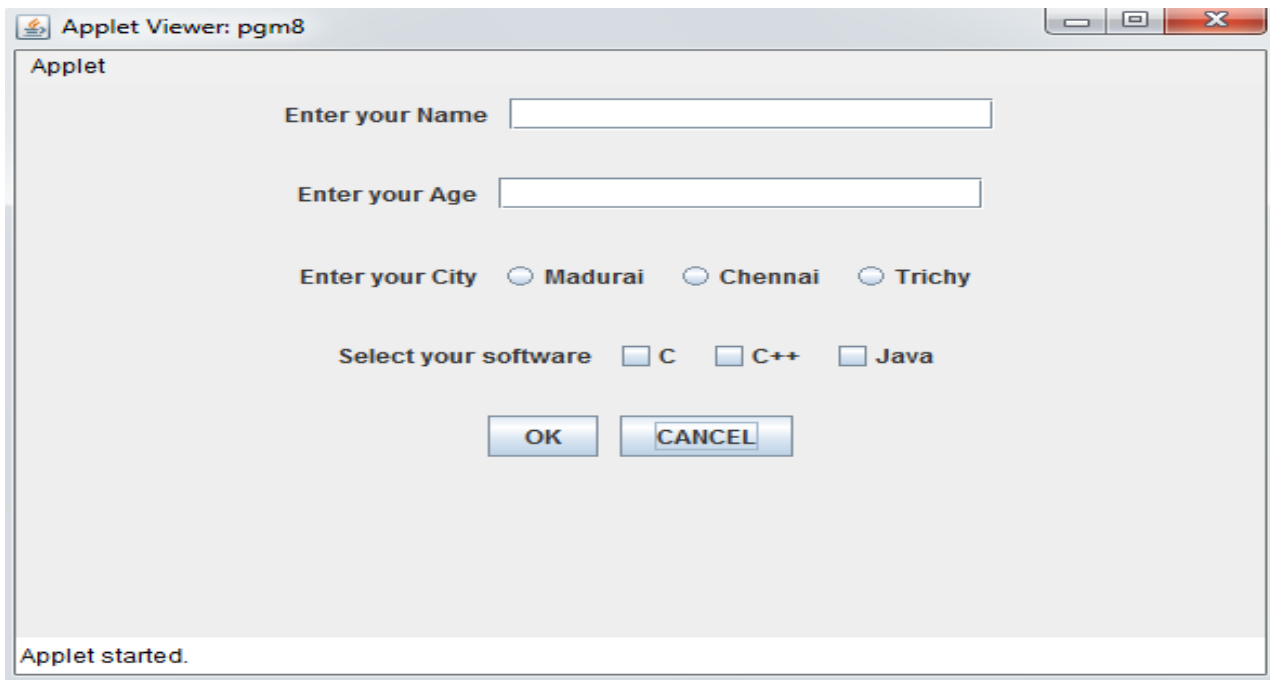 Applet Viewer: pgm8
Applet
Enter your Name
Enter your Age
Enter your City Madurai Chennai Trichy
Select your software C C++ Java
OK CANCEL
Applet started.